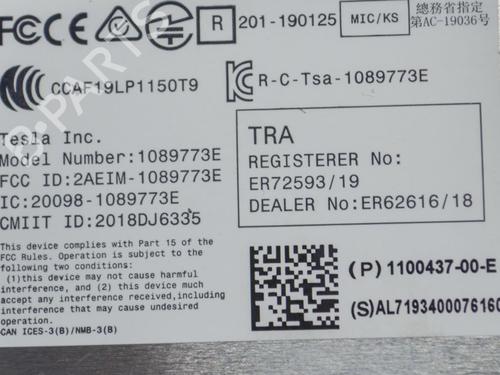 FC CE R 201-190125 MIC/KS 總務省指定
第AC-19036号
CCAF19LP1150T9 R-C-Tsa-1089773E
Tesla Inc.
Model Number:1089773E
FCC ID:2AEIM-1089773E
IC:20098-1089773E
CMIIT ID:2018DJ6335
TRA
REGISTERER No:
ER72593/19
DEALER No:ER62616/18
This device complies with Part 15 of the
FCC Rules. Operation is subject to the
following two conditions:
(1)this device may not cause harmful
interference, and (2) this device much
accept any interference received,including
interference that may cause undesired
operation.
CAN ICES-3(B)/NMB-3(B)
(P) 1100437-00-E
(S)AL7193400076160
B-PARTS